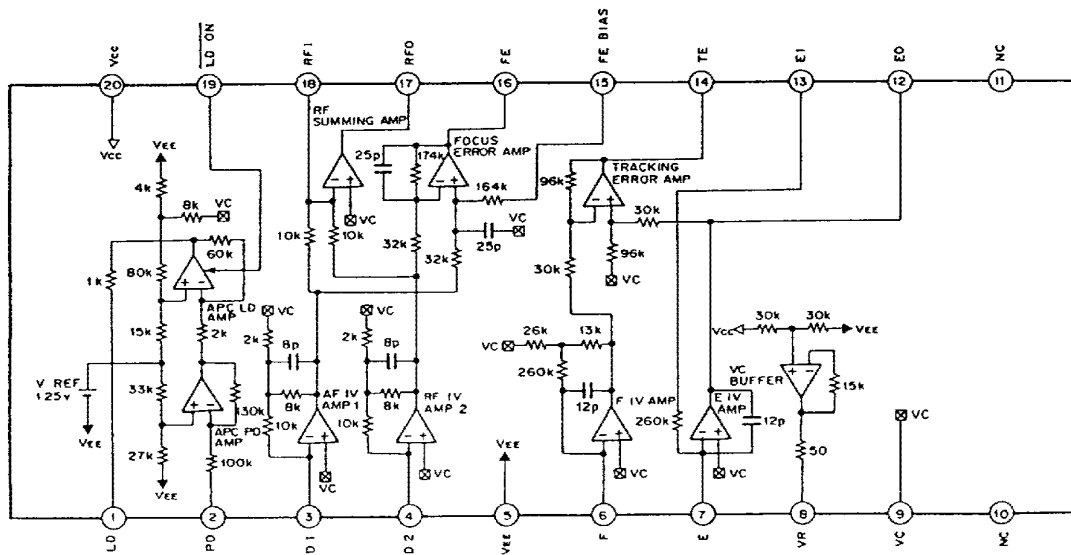 Vcc
LD ON
RFI
RFO
FE
FE BIAS
TE
EI
EO
NC
20
19
18
17
16
15
14
13
12
11
Vcc
VEE
4k
8k
VC
60k
1k
80k
APC LD
AMP
15k
2k
V REF
1.25v
33k
130k
APC PD
AMP
27k
100k
VEE
VEE
RF
SUMMING AMP
VC
10k
10k
25p
174k
FOCUS
ERROR AMP
164k
VC
25p
32k
32k
VC
2k
8p
8k
10k
AF IV
AMP 1
VC
VC
2k
8p
8k
10k
RF IV
AMP 2
VC
VEE
96k
TRACKING
ERROR AMP
30k
96k
VC
30k
VC
26k
13k
260k
12p
F IV AMP
VC
260k
E IV
AMP
12p
VC
30k
30k
Vcc
VEE
VC
BUFFER
15k
50
VC
1
2
3
4
5
6
7
8
9
10
LD
PD
D1
D2
VEE
F
E
VR
VC
NC